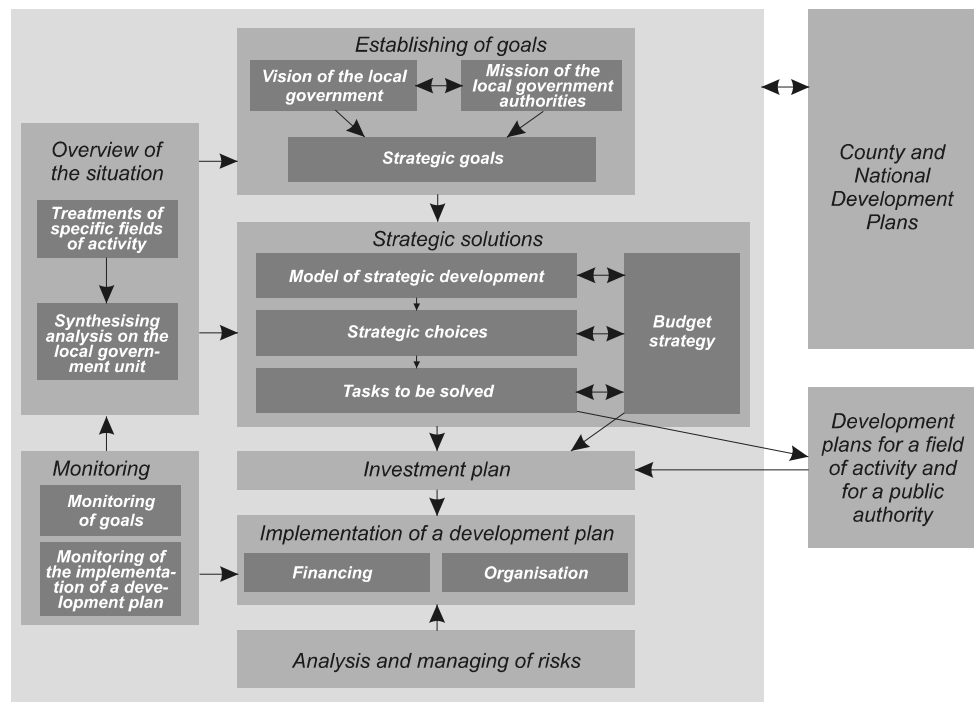 Establishing of goals
Vision of the local
government
Mission of the
local government
authorities
Strategic goals
Overview of
the situation
Treatments of
specific fields
of activity
Synthesising
analysis on the
local govern-
ment unit
Strategic solutions
Model of strategic development
Strategic choices
Tasks to be solved
Budget
strategy
Monitoring
Monitoring
of goals
Monitoring of
the implementa-
tion of a deve-
lopment plan
Investment plan
Implementation of a development plan
Financing
Organisation
Analysis and managing of risks
County and
National
Development
Plans
Development
plans for a field
of activity and
for a public
authority